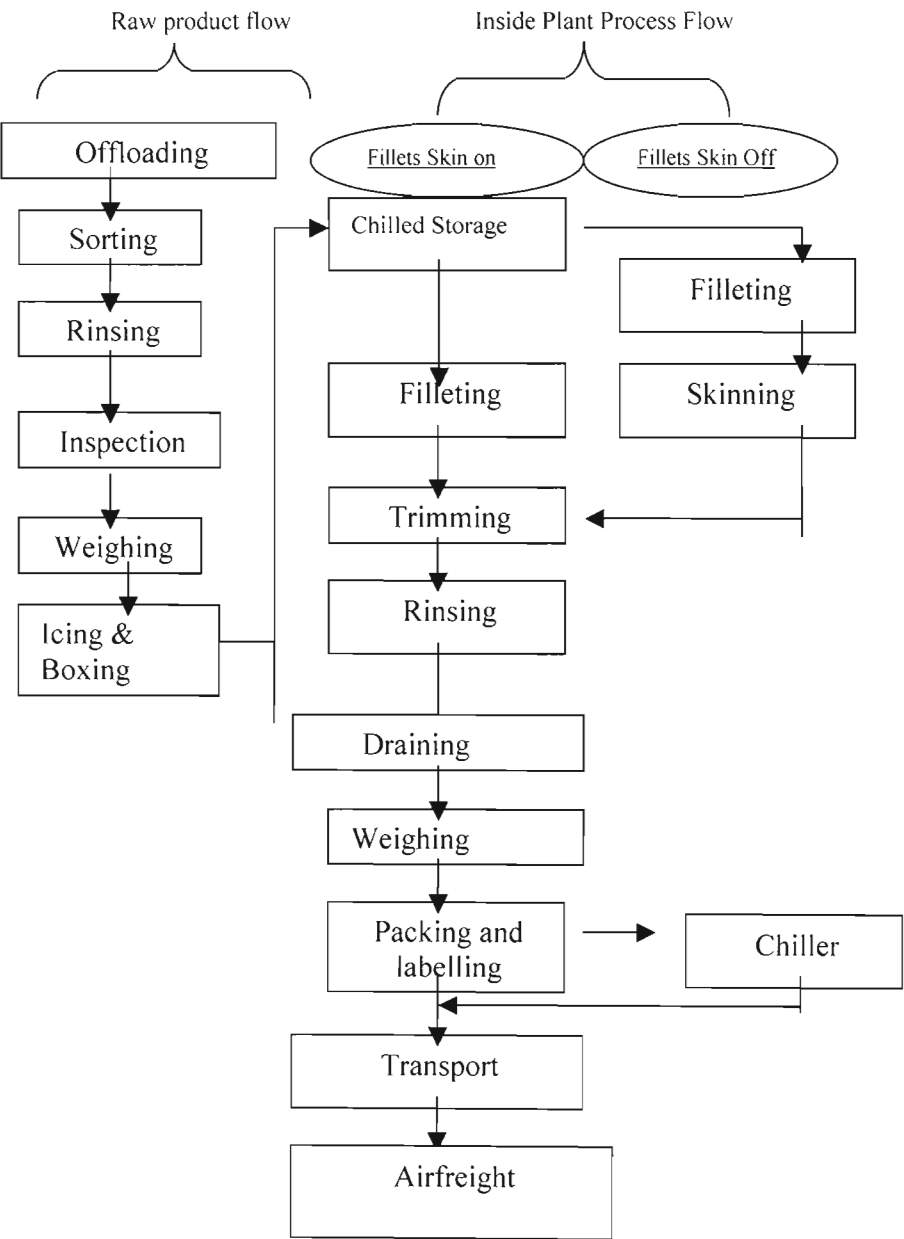 Raw product flow
Inside Plant Process Flow
Offloading
Sorting
Rinsing
Inspection
Weighing
Icing &
Boxing
Fillets Skin on
Fillets Skin Off
Chilled Storage
Filleting
Skinning
Filleting
Trimming
Rinsing
Draining
Weighing
Packing and
labelling
Chiller
Transport
Airfreight